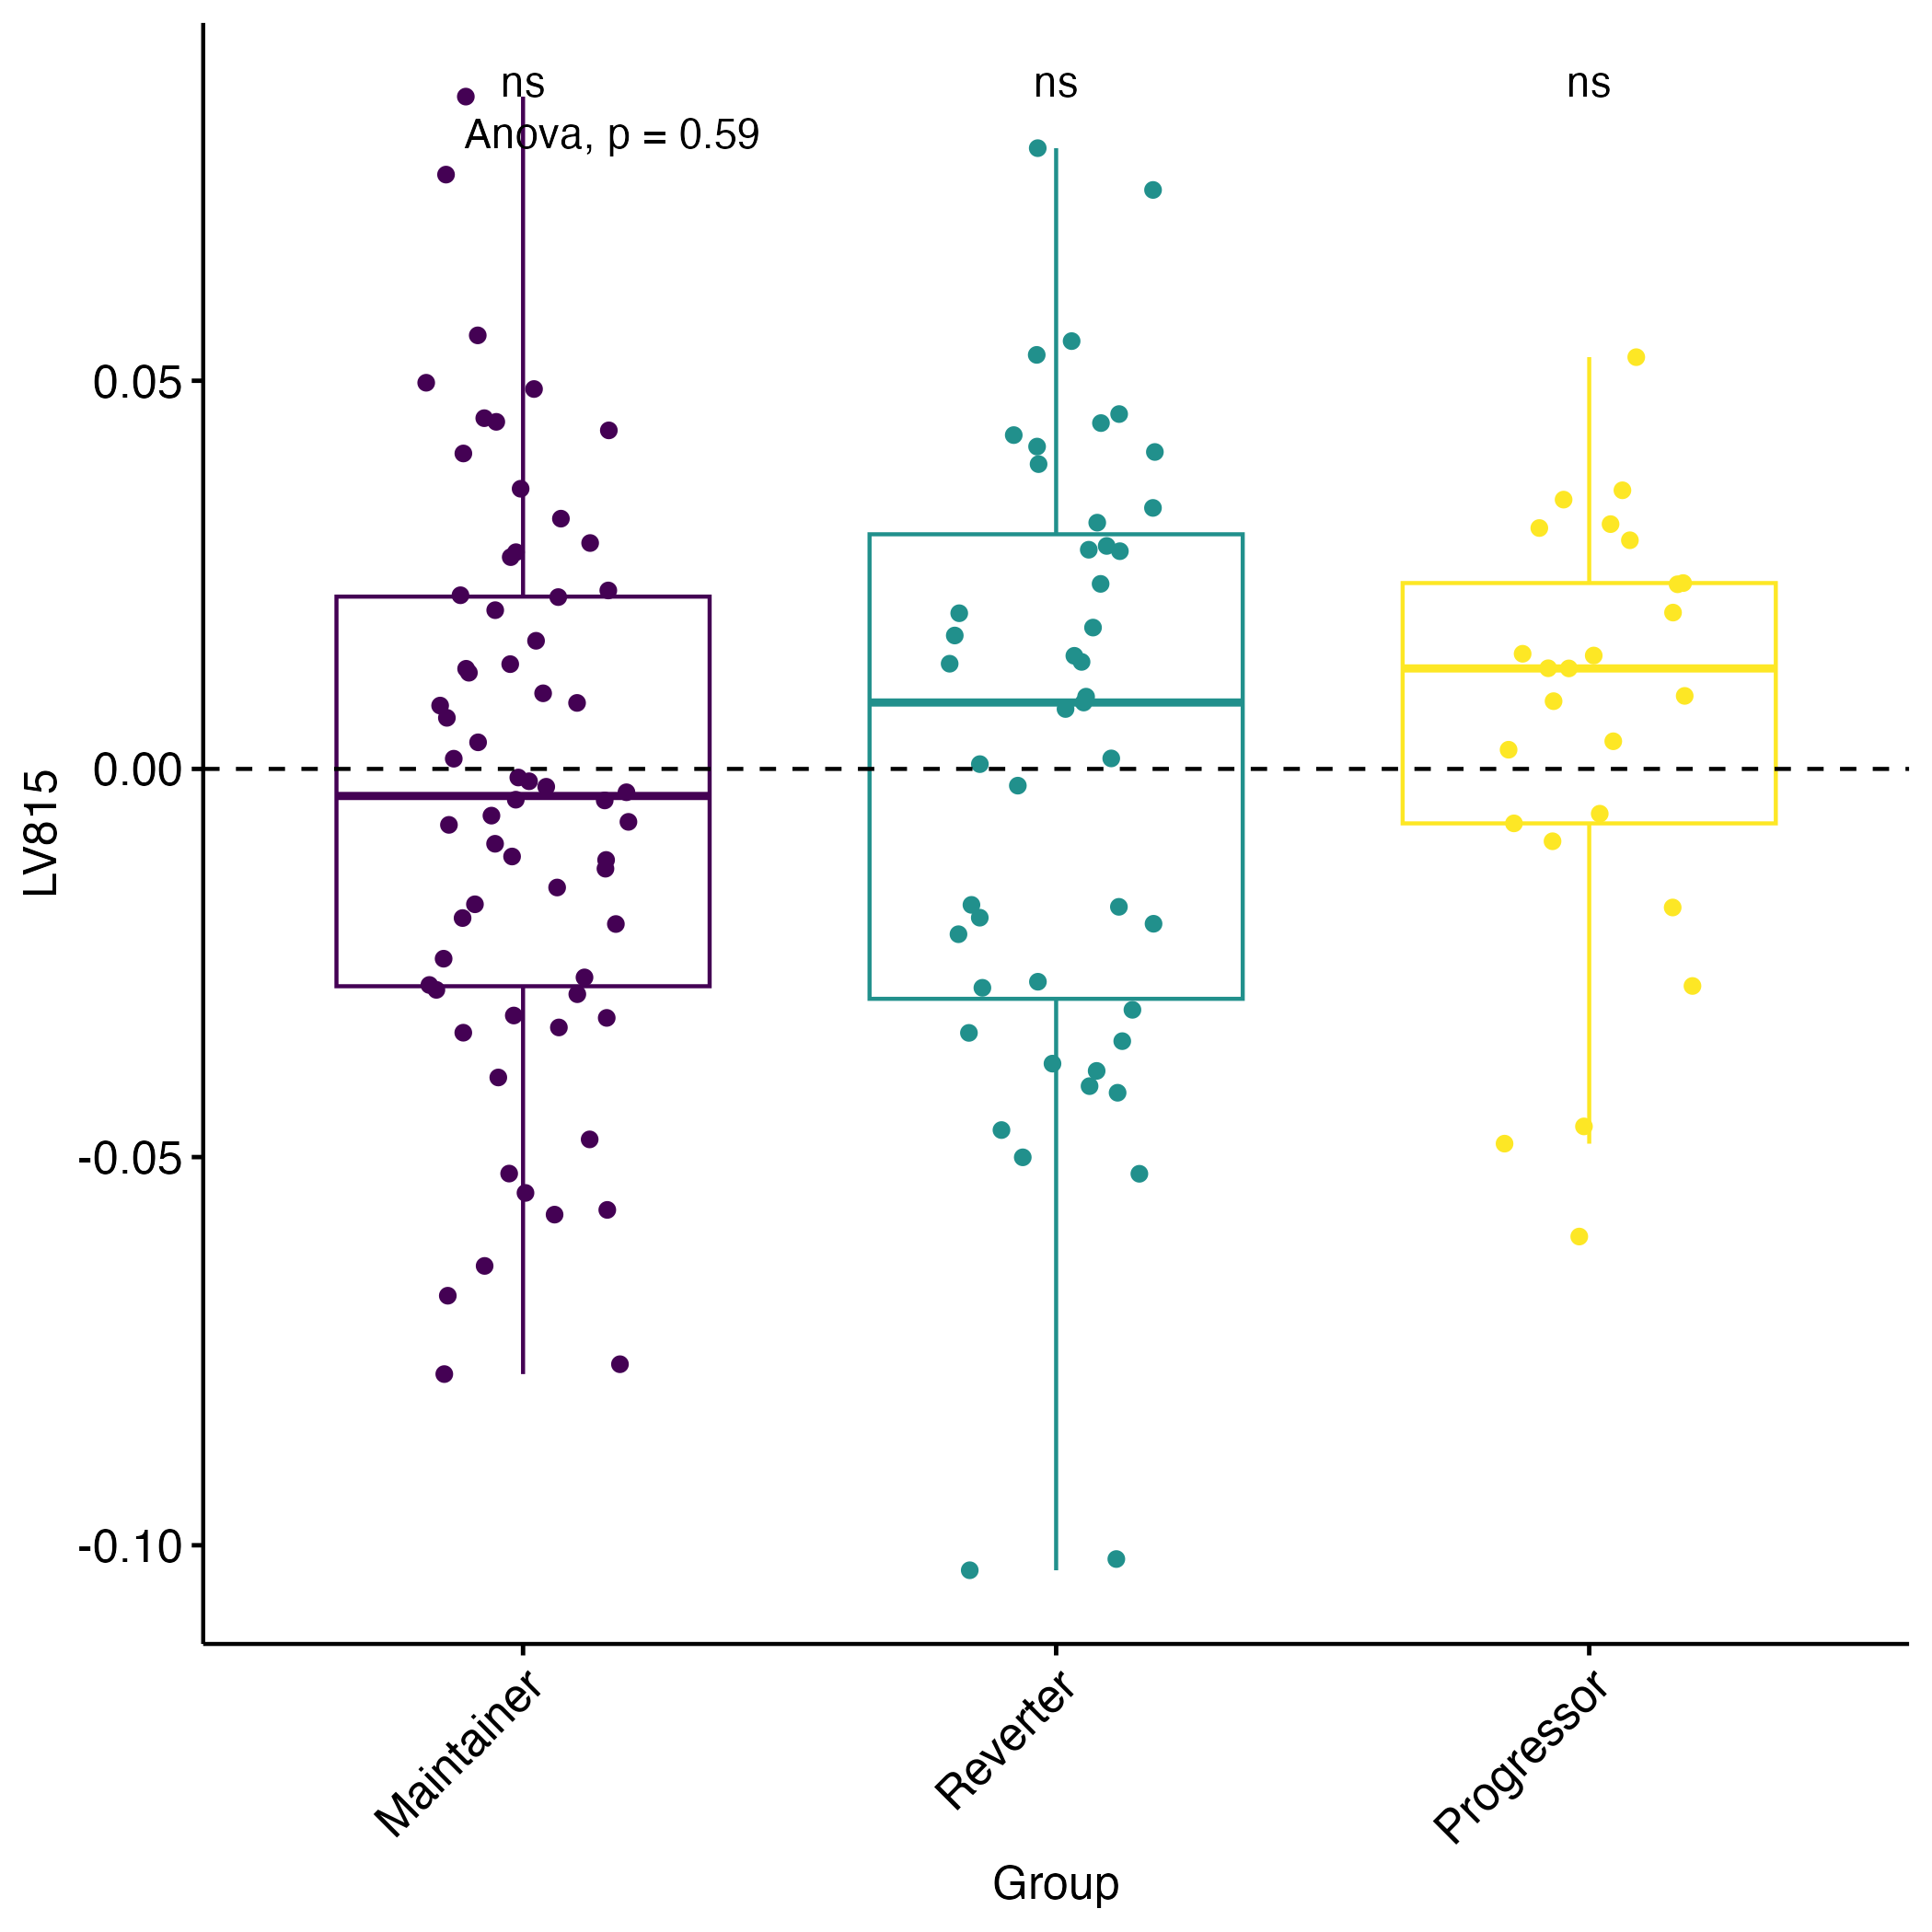 ns ns ns
Anova, p = 0.59
0.05
0.00
-0.05
-0.10
LV815
Maintainer Reverter Progressor
Group